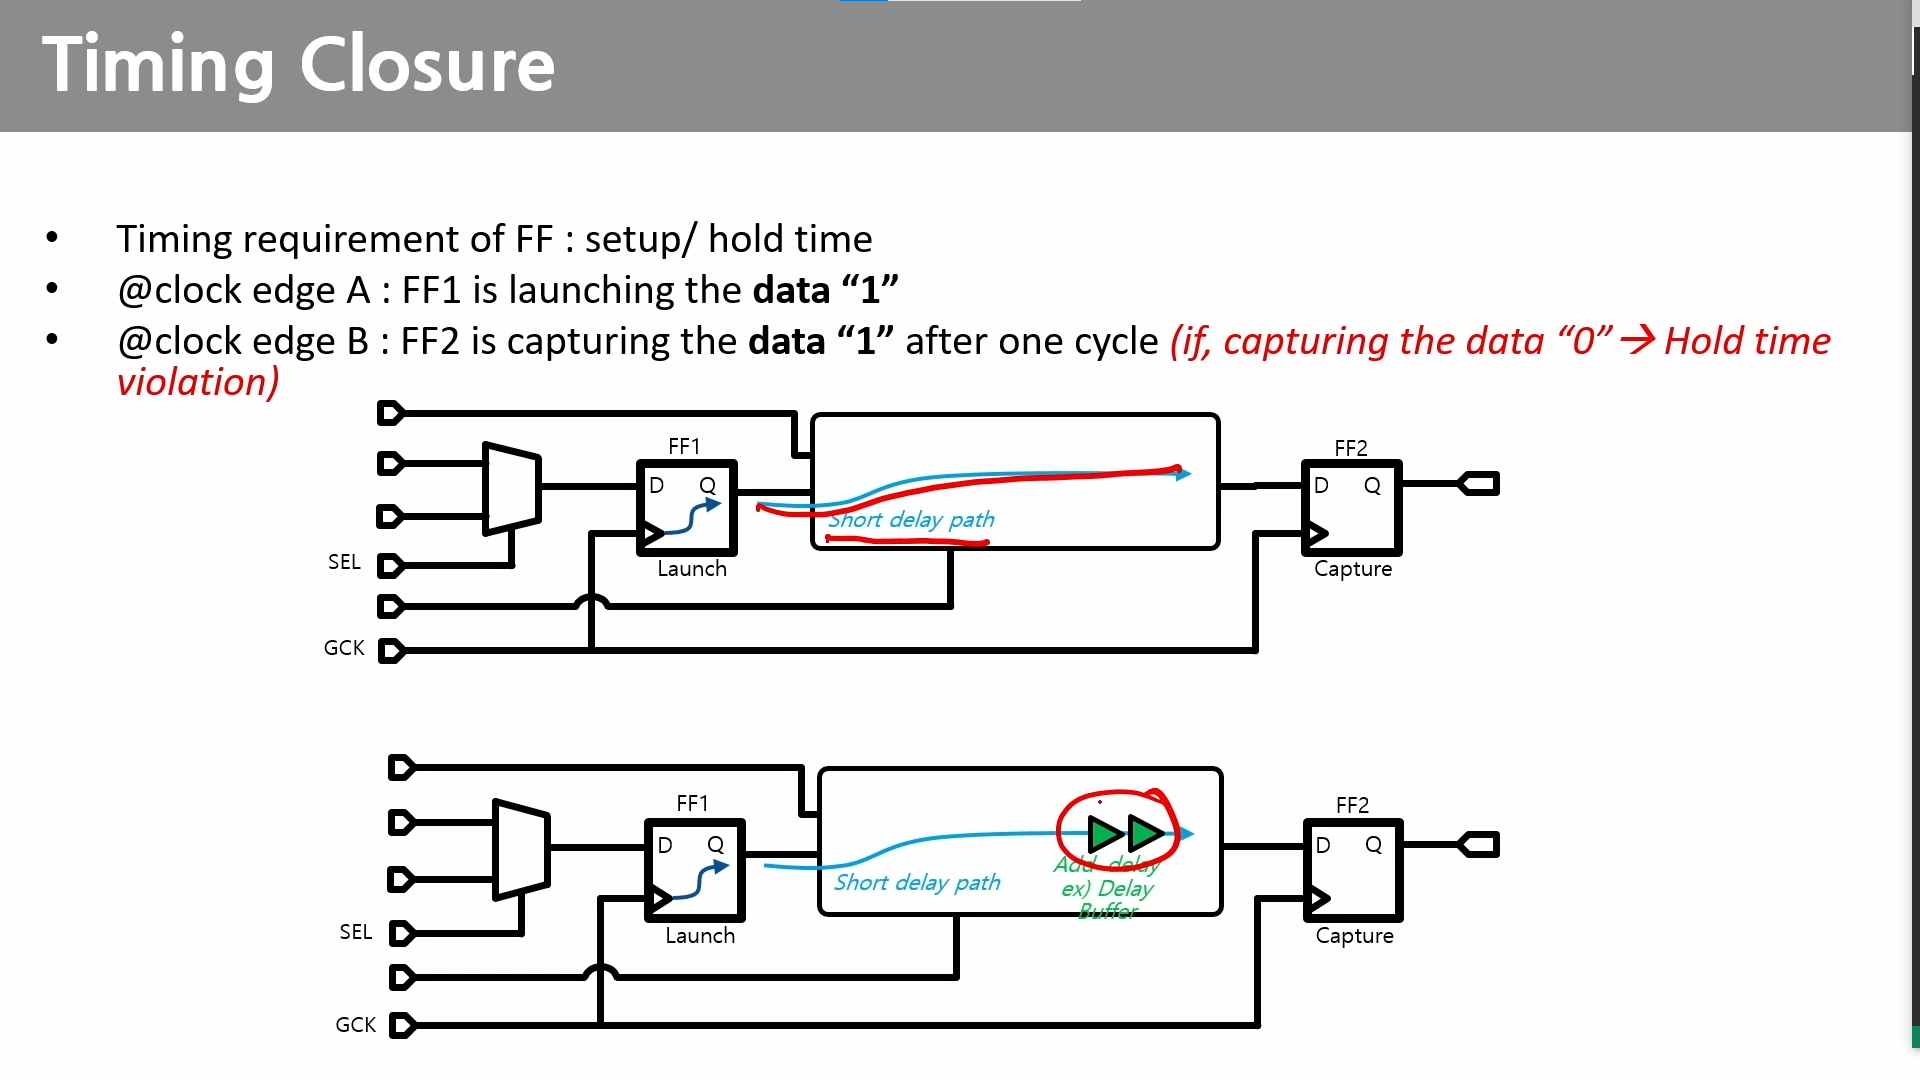 Timing Closure
• Timing requirement of FF : setup/ hold time
• @clock edge A : FF1 is launching the data “1”
• @clock edge B : FF2 is capturing the data “1” after one cycle (if, capturing the data “0”→ Hold time
violation)
FF1
FF2
D Q
D Q
Short delay path
SEL
Launch
Capture
GCK
FF1
FF2
D Q
D Q
Short delay path
Add delay
ex) Delay
Buffer
SEL
Launch
Capture
GCK